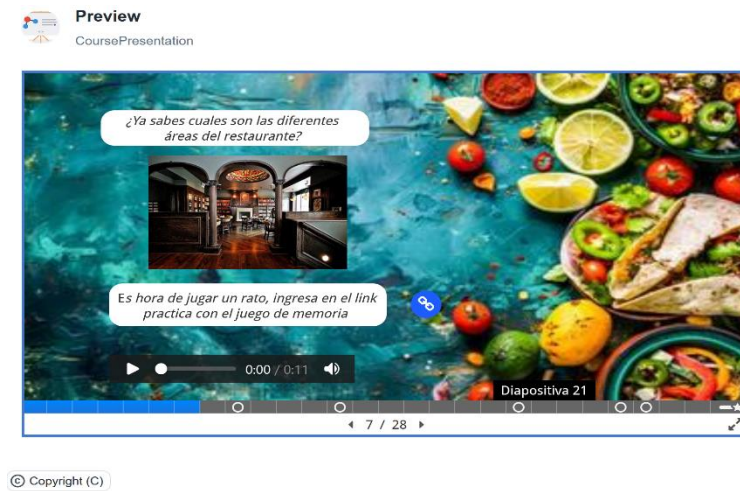 Preview
CoursePresentation
¿Ya sabes cuales son las diferentes
áreas del restaurante?
Es hora de jugar un rato, ingresa en el link
practica con el juego de memoria
0:00 / 0:11
Diapositiva 21
7 / 28
© Copyright (C)